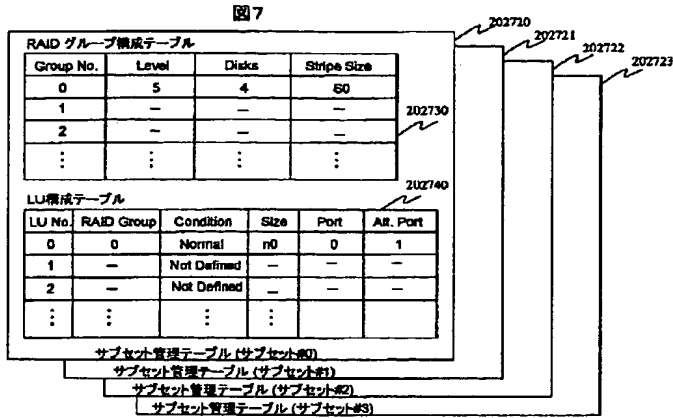 図7
202720
202721
202722
202723
RAID グループ構成テーブル
Group No. Level Disks Stripe Size
0 5 4 S0
1 — — —
2 — — —
⋮ ⋮ ⋮ ⋮
202730
LU構成テーブル
202740
LU No. RAID Group Condition Size Port Alt. Port
0 0 Normal n0 0 1
1 — Not Defined — — —
2 — Not Defined — — —
⋮ ⋮ ⋮ ⋮
サブセット管理テーブル (サブセット#0)
サブセット管理テーブル (サブセット#1)
サブセット管理テーブル (サブセット#2)
サブセット管理テーブル (サブセット#3)